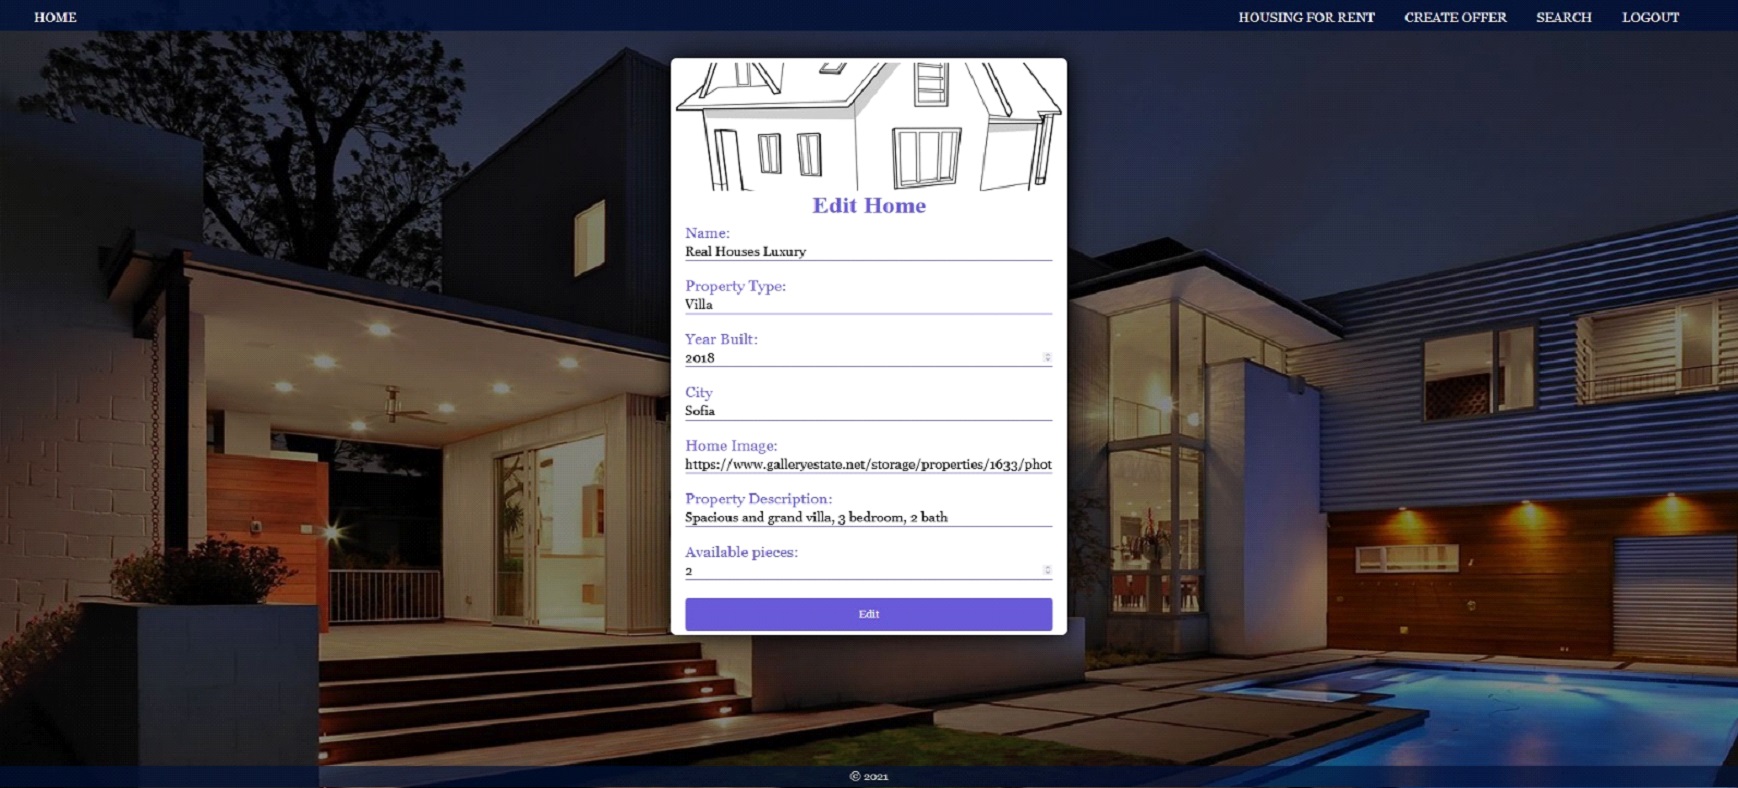 HOME HOUSING FOR RENT CREATE OFFER SEARCH LOGOUT
Edit Home
Name:
Real Houses Luxury
Property Type:
Villa
Year Built:
2018
City
Sofia
Home Image:
https://www.galleryestate.net/storage/properties/1633/phot
Property Description:
Spacious and grand villa, 3 bedroom, 2 bath
Available pieces:
2
Edit
© 2021